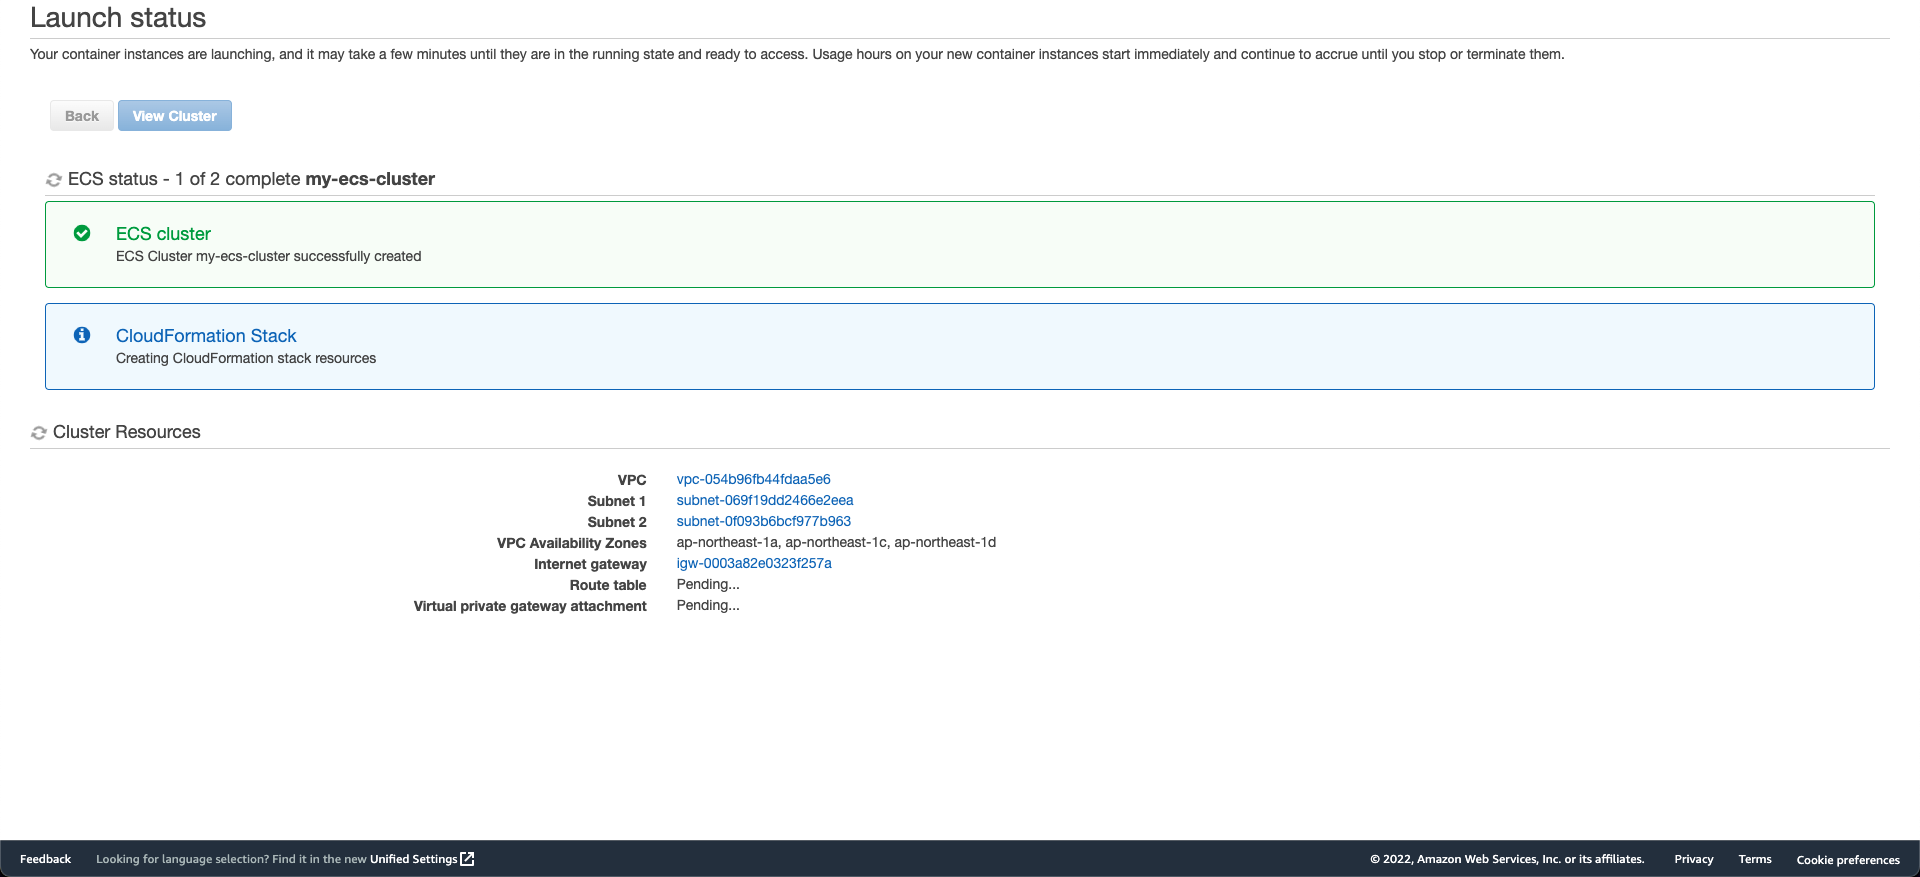 Launch status
Your container instances are launching, and it may take a few minutes until they are in the running state and ready to access. Usage hours on your new container instances start immediately and continue to accrue until you stop or terminate them.
Back View Cluster
ECS status - 1 of 2 complete my-ecs-cluster
ECS cluster
ECS Cluster my-ecs-cluster successfully created
CloudFormation Stack
Creating CloudFormation stack resources
Cluster Resources
VPC vpc-054b96fb44fdaa5e6
Subnet 1 subnet-069f19dd2466e2eea
Subnet 2 subnet-0f093b6bcf977b963
VPC Availability Zones ap-northeast-1a, ap-northeast-1c, ap-northeast-1d
Internet gateway igw-0003a82e0323f257a
Route table Pending...
Virtual private gateway attachment Pending...
Feedback Looking for language selection? Find it in the new Unified Settings © 2022, Amazon Web Services, Inc. or its affiliates. Privacy Terms Cookie preferences